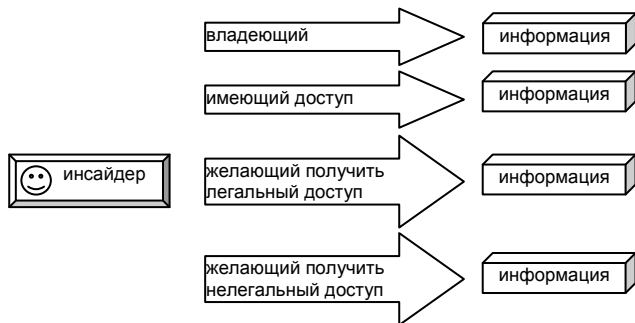 владеющий
информация
имеющий доступ
информация
инсайдер
желающий получить
легальный доступ
информация
желающий получить
нелегальный доступ
информация